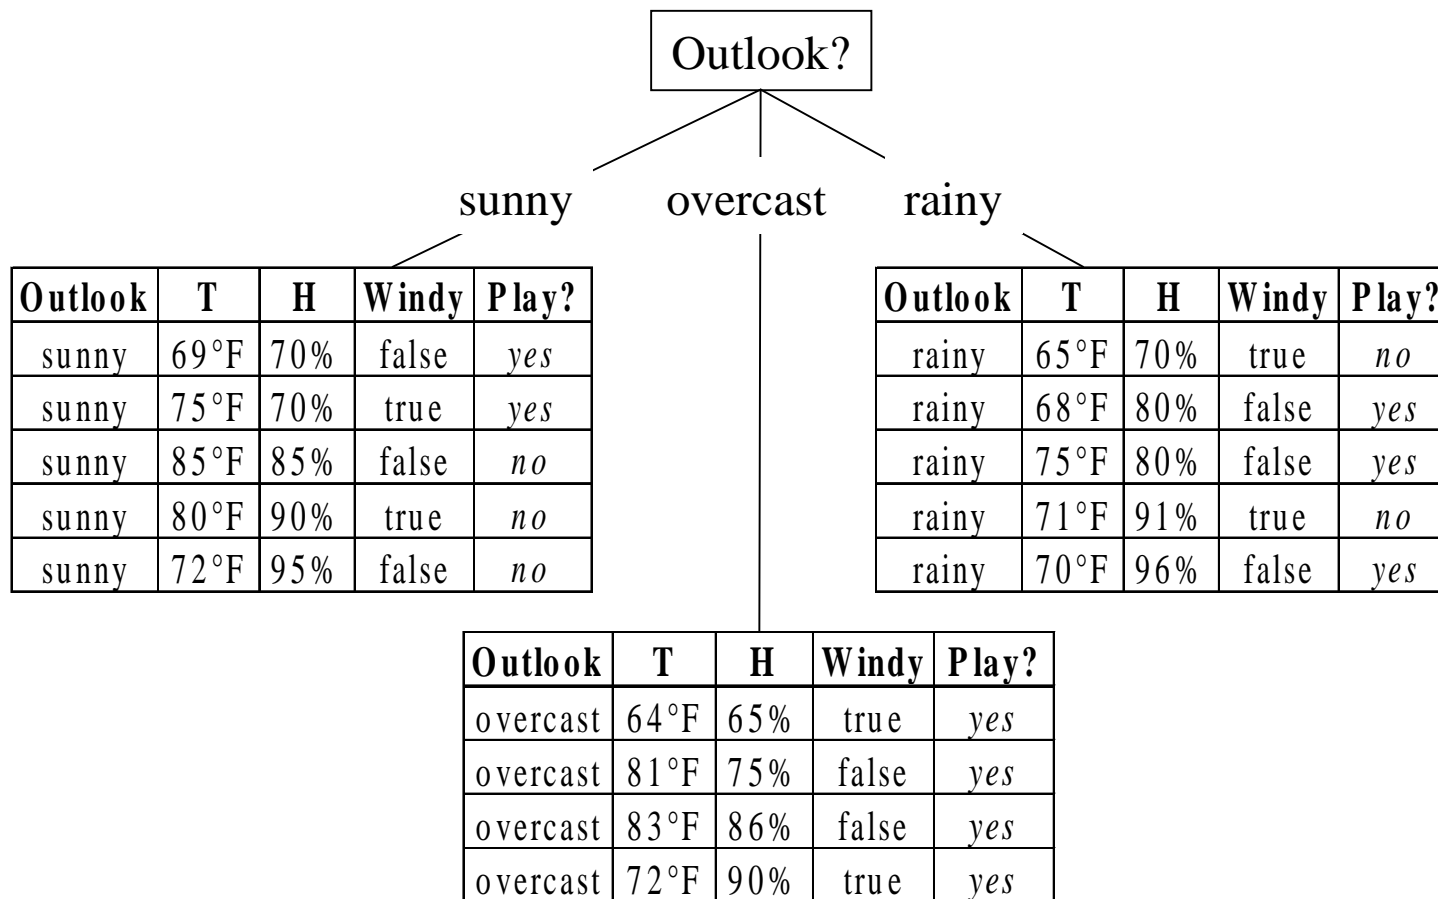 Outlook?
sunny overcast rainy
Outlook T H Windy Play?
sunny 69°F 70% false yes
sunny 75°F 70% true yes
sunny 85°F 85% false no
sunny 80°F 90% true no
sunny 72°F 95% false no
Outlook T H Windy Play?
rainy 65°F 70% true no
rainy 68°F 80% false yes
rainy 75°F 80% false yes
rainy 71°F 91% true no
rainy 70°F 96% false yes
Outlook T H Windy Play?
overcast 64°F 65% true yes
overcast 81°F 75% false yes
overcast 83°F 86% false yes
overcast 72°F 90% true yes